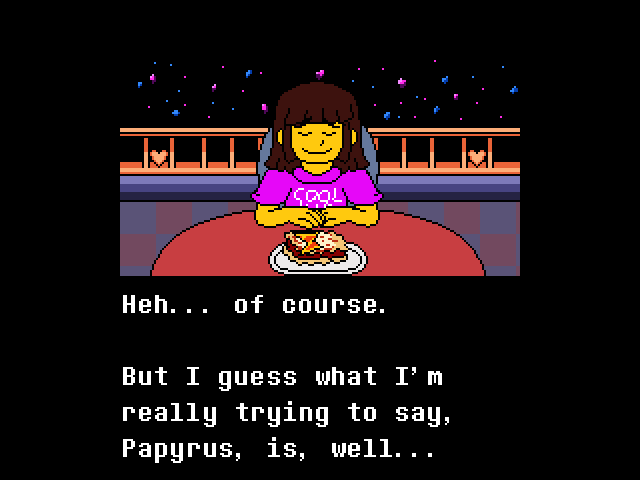 COOL
Heh... of course.
But I guess what I'm
really trying to say,
Papyrus, is, well...